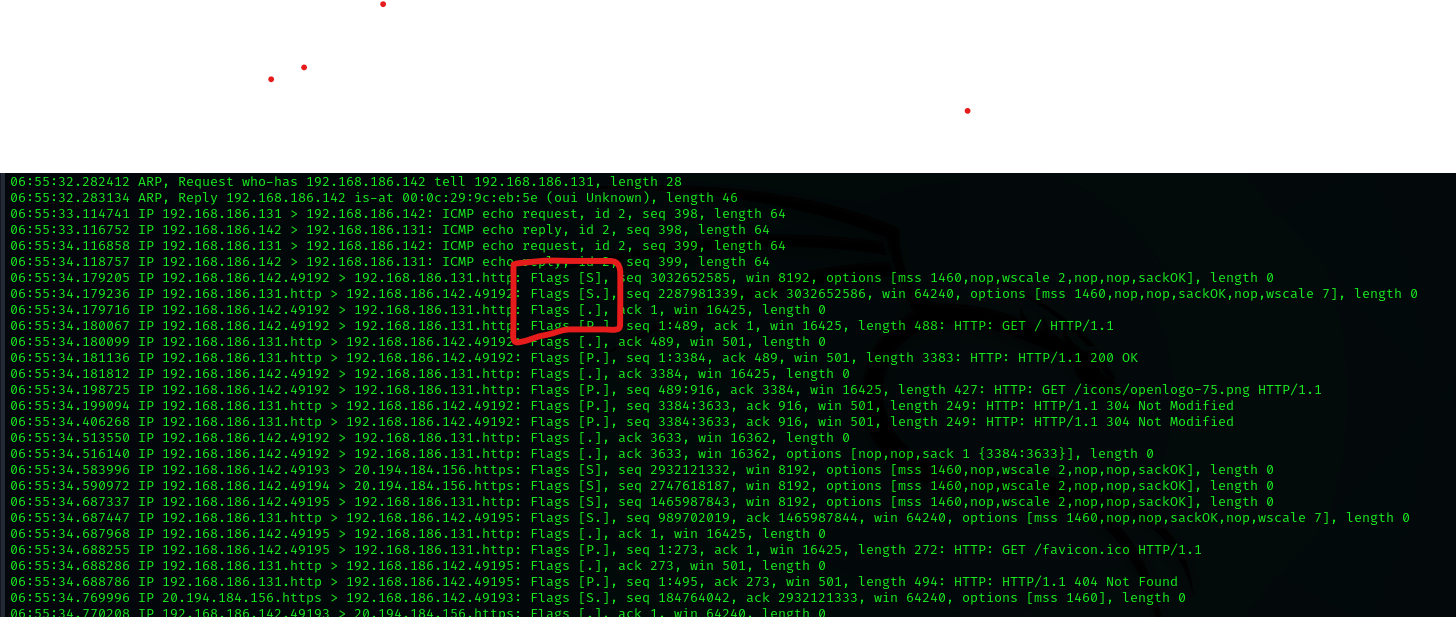 06:55:32.282412 ARP, Request who-has 192.168.186.142 tell 192.168.186.131, length 28
06:55:32.283134 ARP, Reply 192.168.186.142 is-at 00:0c:29:9c:eb:5e (oui Unknown), length 46
06:55:33.114741 IP 192.168.186.131 > 192.168.186.142: ICMP echo request, id 2, seq 398, length 64
06:55:33.116752 IP 192.168.186.142 > 192.168.186.131: ICMP echo reply, id 2, seq 398, length 64
06:55:34.116858 IP 192.168.186.131 > 192.168.186.142: ICMP echo request, id 2, seq 399, length 64
06:55:34.118757 IP 192.168.186.142 > 192.168.186.131: ICMP echo reply, id 2, seq 399, length 64
06:55:34.179205 IP 192.168.186.142.49192 > 192.168.186.131.http: Flags [S], seq 3032652585, win 8192, options [mss 1460,nop,wscale 2,nop,nop,sackOK], length 0
06:55:34.179236 IP 192.168.186.131.http > 192.168.186.142.49192: Flags [S.], seq 2287981339, ack 3032652586, win 64240, options [mss 1460,nop,nop,sackOK,nop,wscale 7], length 0
06:55:34.179716 IP 192.168.186.142.49192 > 192.168.186.131.http: Flags [.], ack 1, win 16425, length 0
06:55:34.180067 IP 192.168.186.142.49192 > 192.168.186.131.http: Flags [P.], seq 1:489, ack 1, win 16425, length 488: HTTP: GET / HTTP/1.1
06:55:34.180099 IP 192.168.186.131.http > 192.168.186.142.49192: Flags [.], ack 489, win 501, length 0
06:55:34.181136 IP 192.168.186.131.http > 192.168.186.142.49192: Flags [P.], seq 1:3384, ack 489, win 501, length 3383: HTTP: HTTP/1.1 200 OK
06:55:34.181812 IP 192.168.186.142.49192 > 192.168.186.131.http: Flags [.], ack 3384, win 16425, length 0
06:55:34.198725 IP 192.168.186.142.49192 > 192.168.186.131.http: Flags [P.], seq 489:916, ack 3384, win 16425, length 427: HTTP: GET /icons/openlogo-75.png HTTP/1.1
06:55:34.199094 IP 192.168.186.131.http > 192.168.186.142.49192: Flags [P.], seq 3384:3633, ack 916, win 501, length 249: HTTP: HTTP/1.1 304 Not Modified
06:55:34.406268 IP 192.168.186.131.http > 192.168.186.142.49192: Flags [P.], seq 3384:3633, ack 916, win 501, length 249: HTTP: HTTP/1.1 304 Not Modified
06:55:34.513550 IP 192.168.186.142.49192 > 192.168.186.131.http: Flags [.], ack 3633, win 16362, length 0
06:55:34.516140 IP 192.168.186.142.49192 > 192.168.186.131.http: Flags [.], ack 3633, win 16362, options [nop,nop,sack 1 {3384:3633}], length 0
06:55:34.583996 IP 192.168.186.142.49193 > 20.194.184.156.https: Flags [S], seq 2932121332, win 8192, options [mss 1460,nop,wscale 2,nop,nop,sackOK], length 0
06:55:34.590972 IP 192.168.186.142.49194 > 20.194.184.156.https: Flags [S], seq 2747618187, win 8192, options [mss 1460,nop,wscale 2,nop,nop,sackOK], length 0
06:55:34.687337 IP 192.168.186.142.49195 > 192.168.186.131.http: Flags [S], seq 1465987843, win 8192, options [mss 1460,nop,wscale 2,nop,nop,sackOK], length 0
06:55:34.687447 IP 192.168.186.131.http > 192.168.186.142.49195: Flags [S.], seq 989702019, ack 1465987844, win 64240, options [mss 1460,nop,nop,sackOK,nop,wscale 7], length 0
06:55:34.687968 IP 192.168.186.142.49195 > 192.168.186.131.http: Flags [.], ack 1, win 16425, length 0
06:55:34.688255 IP 192.168.186.142.49195 > 192.168.186.131.http: Flags [P.], seq 1:273, ack 1, win 16425, length 272: HTTP: GET /favicon.ico HTTP/1.1
06:55:34.688286 IP 192.168.186.131.http > 192.168.186.142.49195: Flags [.], ack 273, win 501, length 0
06:55:34.688786 IP 192.168.186.131.http > 192.168.186.142.49195: Flags [P.], seq 1:495, ack 273, win 501, length 494: HTTP: HTTP/1.1 404 Not Found
06:55:34.769996 IP 20.194.184.156.https > 192.168.186.142.49193: Flags [S.], seq 184764042, ack 2932121333, win 64240, options [mss 1460], length 0
06:55:34.770208 IP 192.168.186.142.49193 > 20.194.184.156.https: Flags [.], ack 1, win 64240, length 0